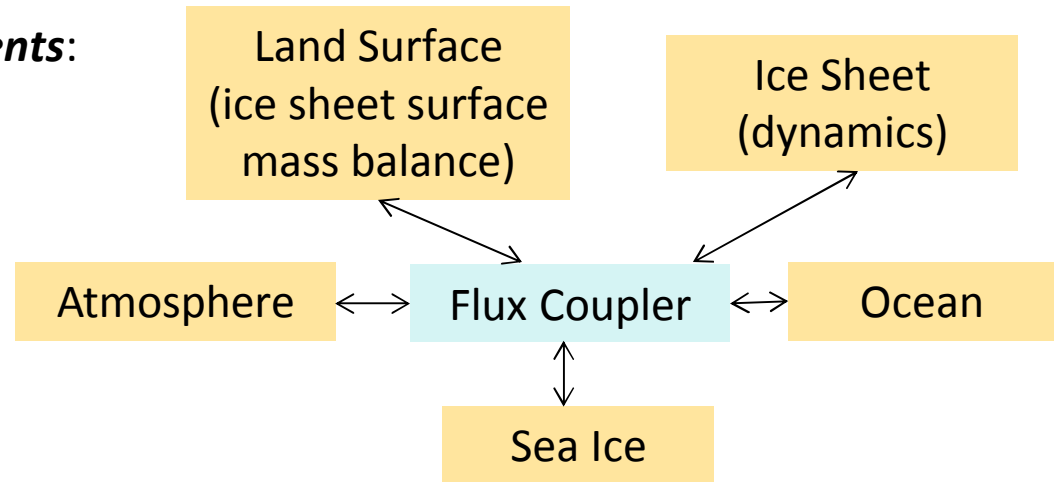 ents:
Land Surface
(ice sheet surface
mass balance)
Ice Sheet
(dynamics)
Atmosphere
Flux Coupler
Ocean
Sea Ice